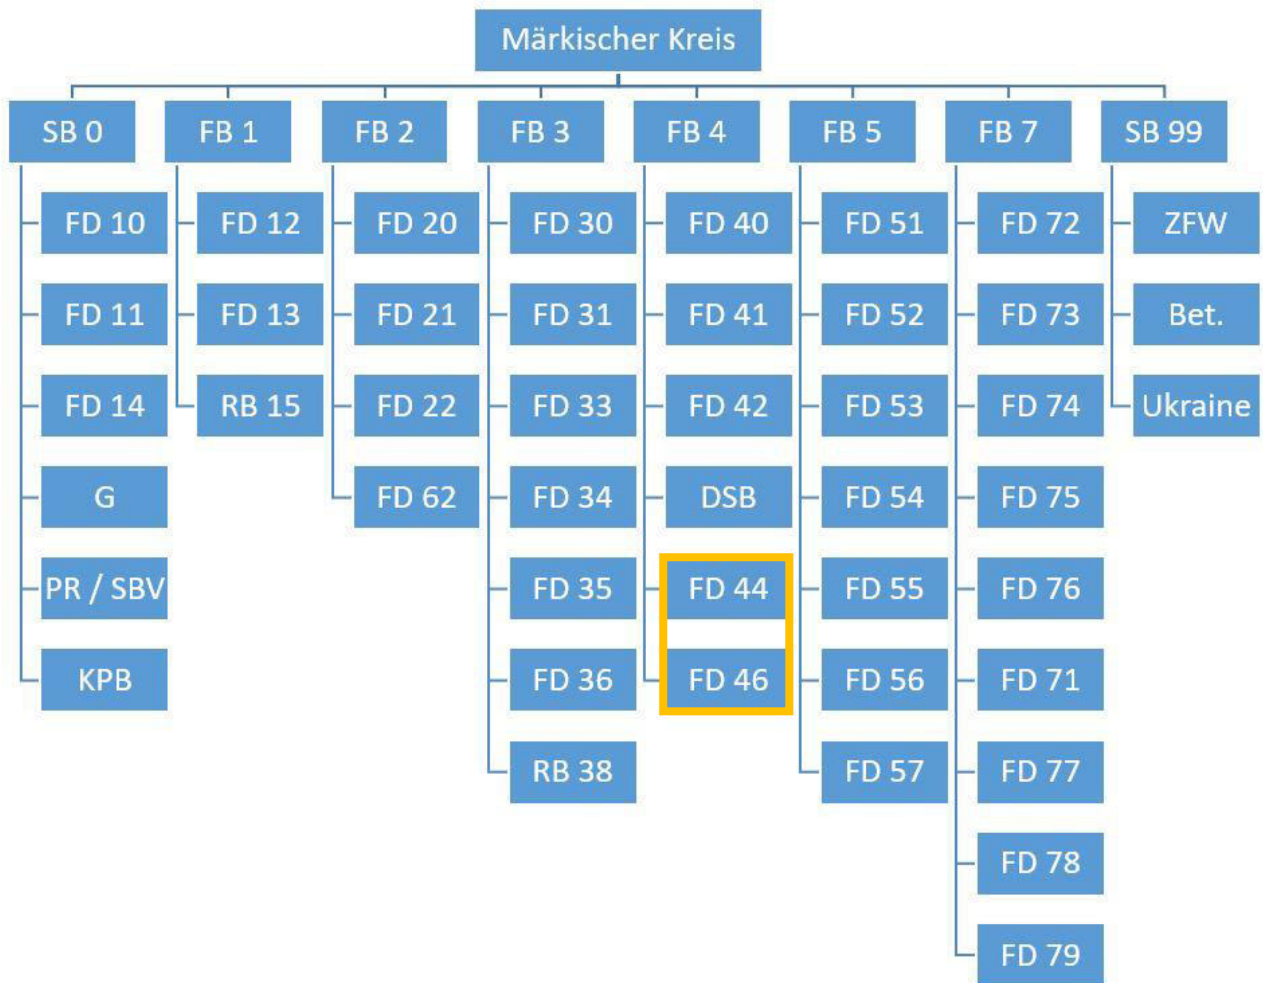 Märkischer Kreis
SB 0
FB 1
FB 2
FB 3
FB 4
FB 5
FB 7
SB 99
FD 10
FD 12
FD 20
FD 30
FD 40
FD 51
FD 72
ZFW
FD 11
FD 13
FD 21
FD 31
FD 41
FD 52
FD 73
Bet.
FD 14
RB 15
FD 22
FD 33
FD 42
FD 53
FD 74
Ukraine
G
FD 62
FD 34
DSB
FD 54
FD 75
PR / SBV
FD 35
FD 44
FD 55
FD 76
KPB
FD 36
FD 46
FD 56
FD 71
RB 38
FD 57
FD 77
FD 78
FD 79